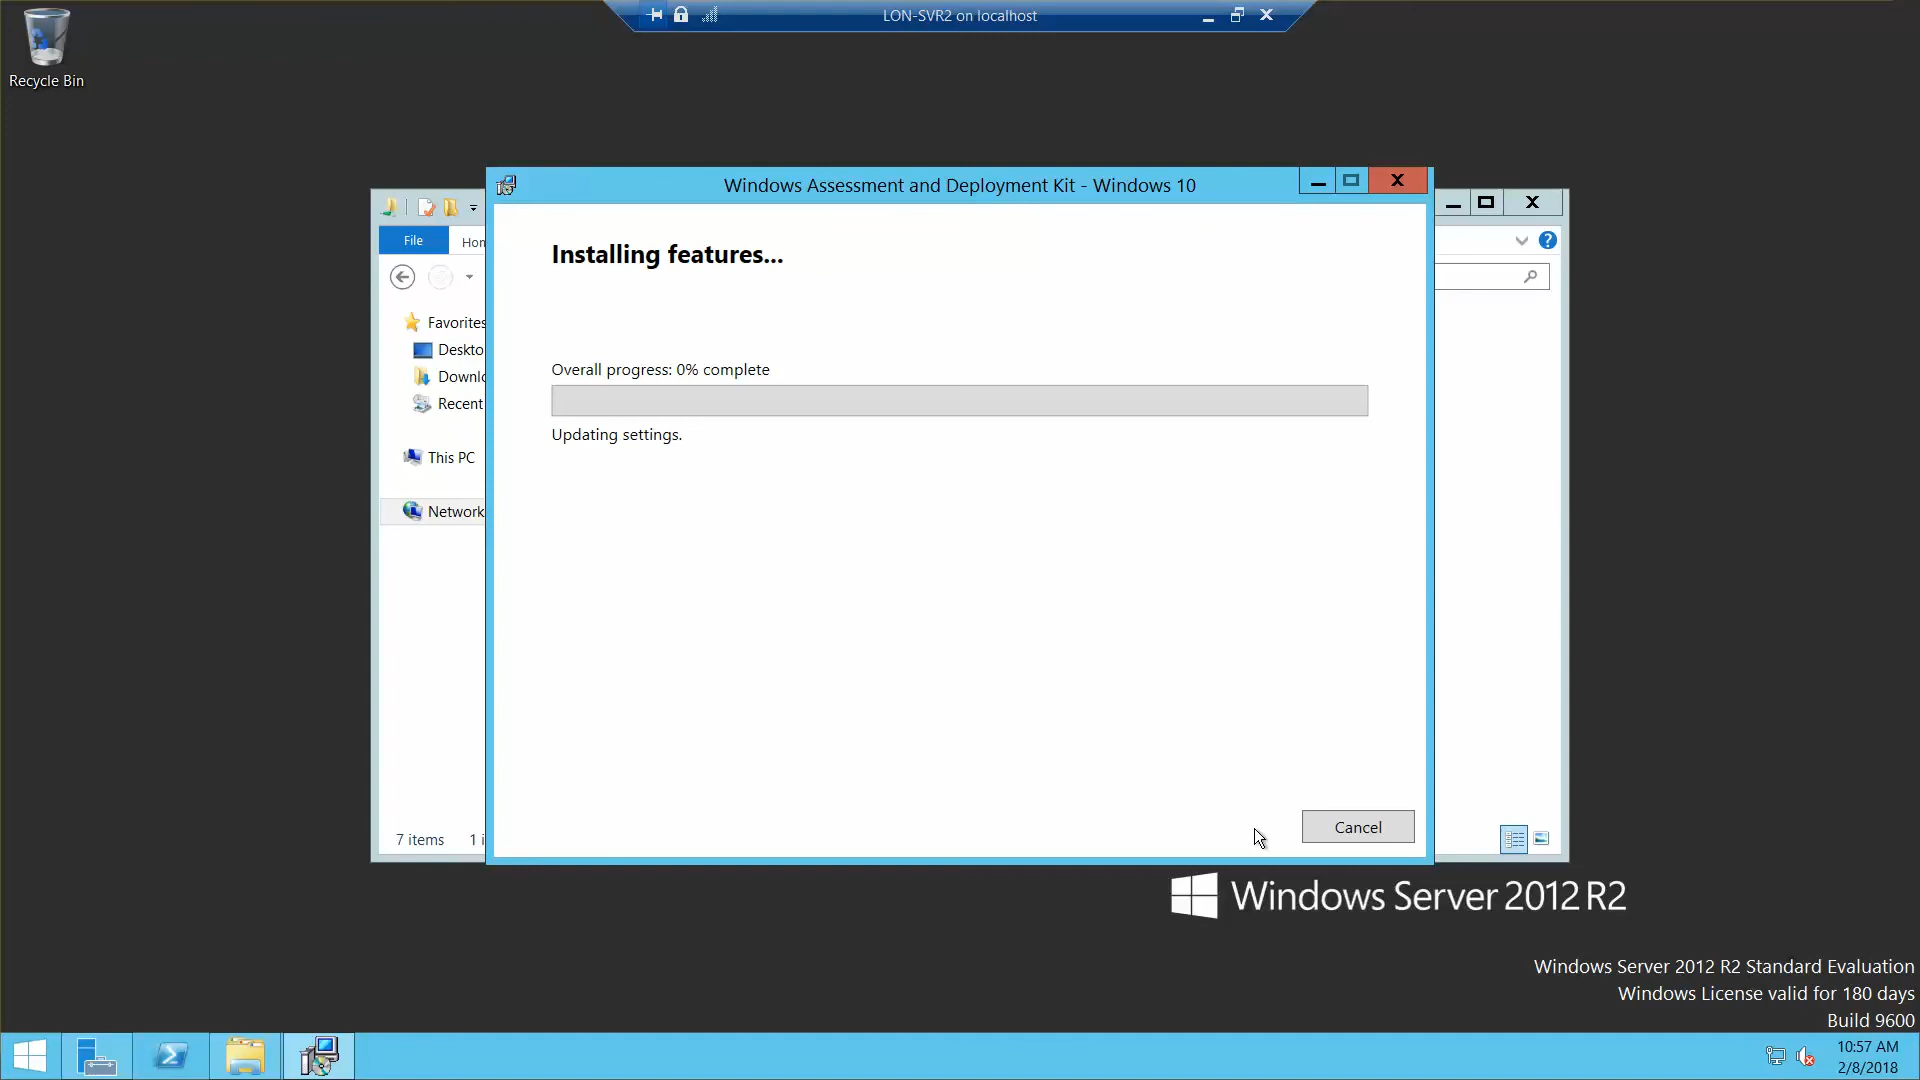 LON-SVR2 on localhost
Recycle Bin
Windows Assessment and Deployment Kit - Windows 10
File
Installing features...
Overall progress: 0% complete
Updating settings.
Favorites
This PC
Network
7 items
Cancel
Windows Server 2012 R2
Windows Server 2012 R2 Standard Evaluation
Windows License valid for 180 days
Build 9600
10:57 AM
2/8/2018